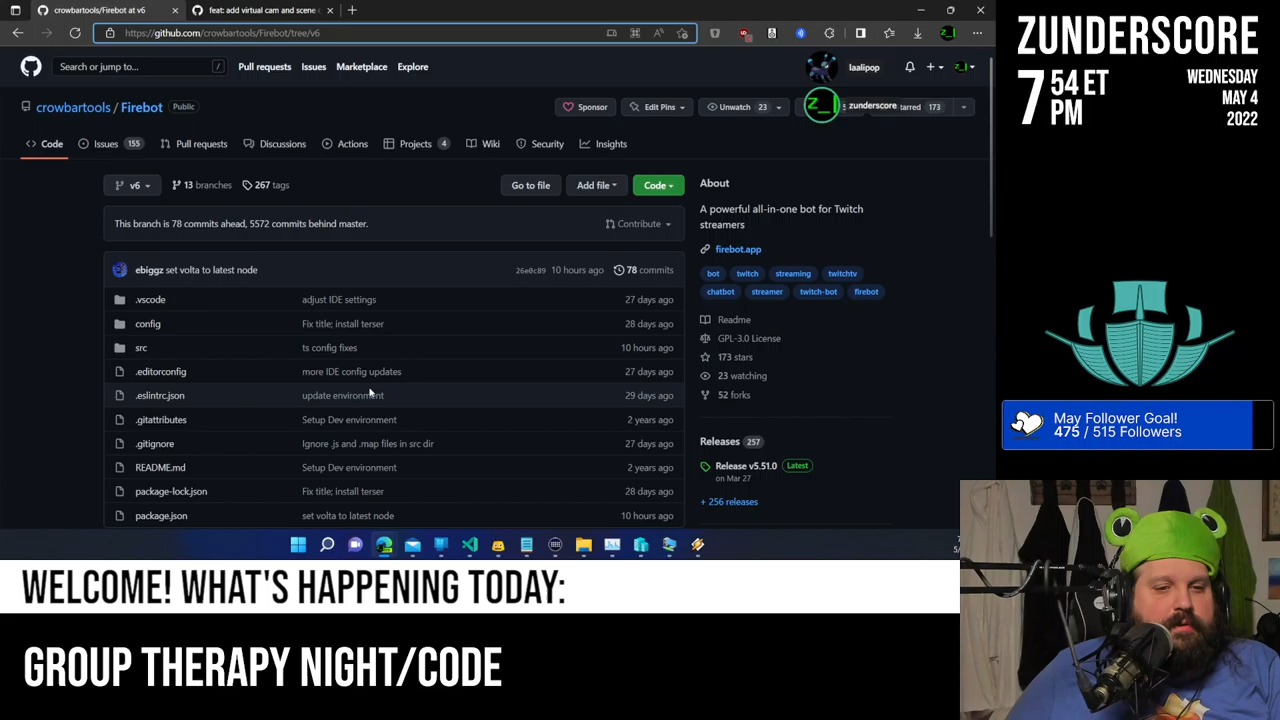 crowbartools/Firebot at v6
feat: add virtual cam and scene c
https://github.com/crowbartools/Firebot/tree/v6
Search or jump to...
/
Pull requests
Issues
Marketplace
Explore
laalipop
crowbartools / Firebot
Public
Sponsor
Edit Pins
Unwatch 23
zunderscore
tarred 173
Code
Issues 155
Pull requests
Discussions
Actions
Projects 4
Wiki
Security
Insights
v6
13 branches
267 tags
Go to file
Add file
Code
This branch is 78 commits ahead, 5572 commits behind master.
Contribute
ebiggz set volta to latest node
26e0c89 10 hours ago
78 commits
.vscode adjust IDE settings 27 days ago
config Fix title; install terser 28 days ago
src ts config fixes 10 hours ago
.editorconfig more IDE config updates 27 days ago
.eslintrc.json update environment 29 days ago
.gitattributes Setup Dev environment 2 years ago
.gitignore Ignore .js and .map files in src dir 27 days ago
README.md Setup Dev environment 2 years ago
package-lock.json Fix title; install terser 28 days ago
package.json set volta to latest node 10 hours ago
About
A powerful all-in-one bot for Twitch
streamers
firebot.app
bot twitch streaming twitchtv
chatbot streamer twitch-bot firebot
Readme
GPL-3.0 License
173 stars
23 watching
52 forks
Releases 257
Release v5.51.0 Latest
on Mar 27
+ 256 releases
ZUNDERSCORE
7 54 ET
PM
WEDNESDAY
MAY 4
2022
May Follower Goal!
475 / 515 Followers
WELCOME! WHAT'S HAPPENING TODAY:
GROUP THERAPY NIGHT/CODE